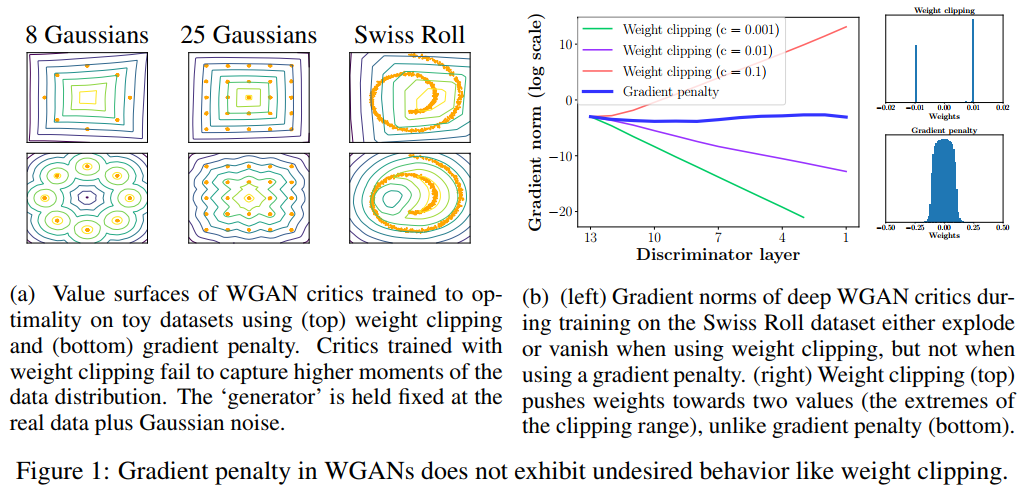 8 Gaussians
25 Gaussians
Swiss Roll
(a) Value surfaces of WGAN critics trained to op-
timality on toy datasets using (top) weight clipping
and (bottom) gradient penalty. Critics trained with
weight clipping fail to capture higher moments of the
data distribution. The ‘generator’ is held fixed at the
real data plus Gaussian noise.
Gradient norm (log scale)
10
0
−10
−20
Weight clipping (c = 0.001)
Weight clipping (c = 0.01)
Weight clipping (c = 0.1)
Gradient penalty
13 10 7 4 1
Discriminator layer
Weight clipping
−0.02 −0.01 0.00 0.01 0.02
Weights
Gradient penalty
−0.50 −0.25 0.00 0.25 0.50
Weights
(b) (left) Gradient norms of deep WGAN critics dur-
ing training on the Swiss Roll dataset either explode
or vanish when using weight clipping, but not when
using a gradient penalty. (right) Weight clipping (top)
pushes weights towards two values (the extremes of
the clipping range), unlike gradient penalty (bottom).
Figure 1: Gradient penalty in WGANs does not exhibit undesired behavior like weight clipping.